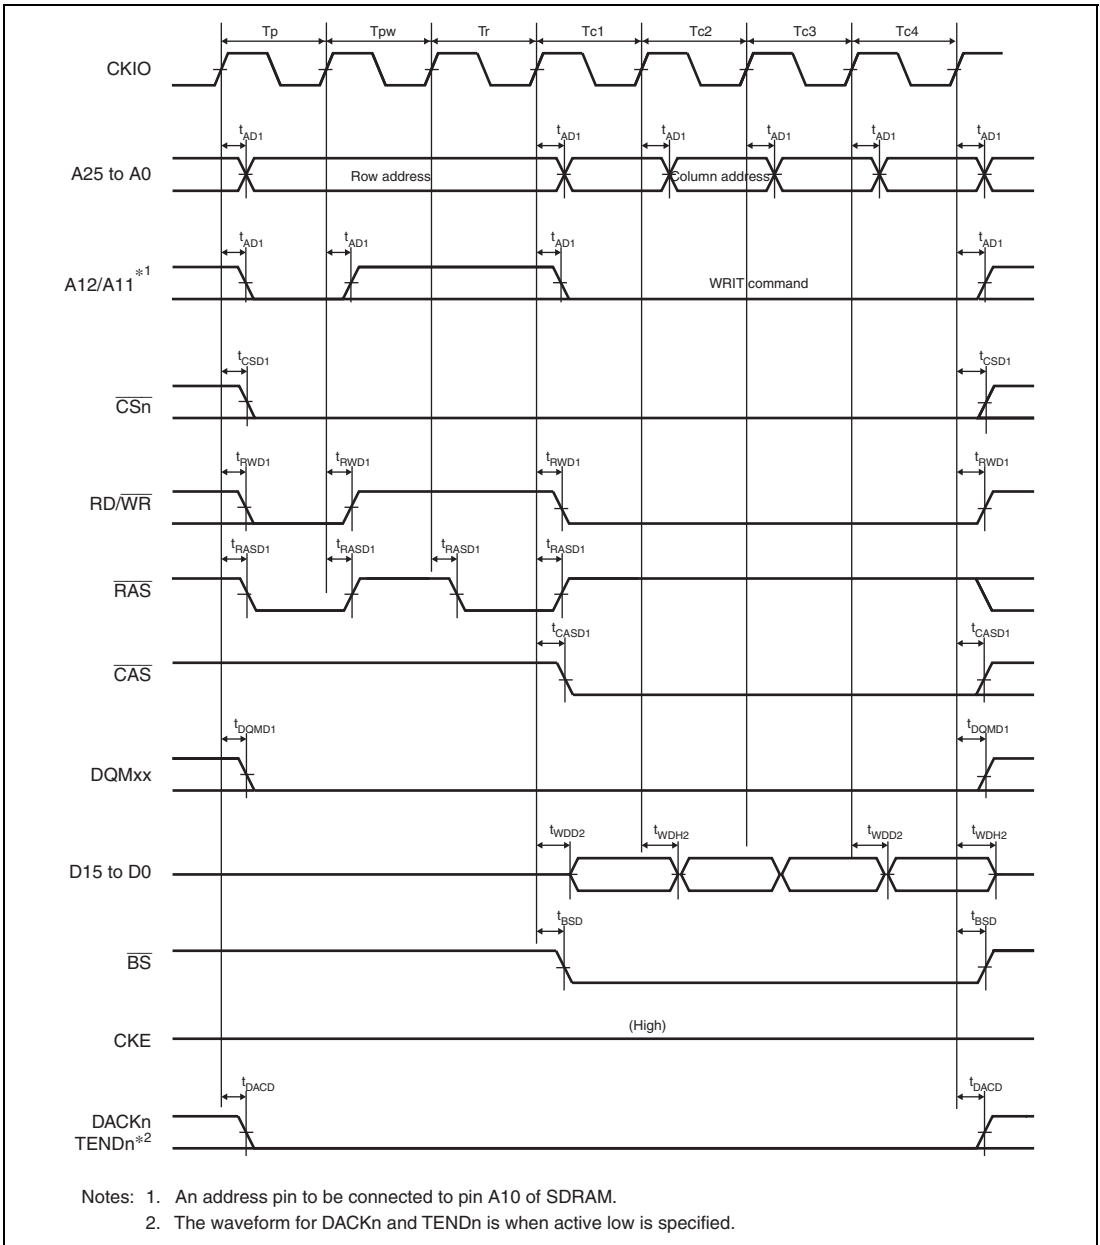 Tp Tpw Tr Tc1 Tc2 Tc3 Tc4
CKIO
tAD1 tAD1 tAD1 tAD1 tAD1 tAD1
A25 to A0 Row address Column address
tAD1 tAD1 tAD1 tAD1
A12/A11*1 WRIT command
tCSD1 tCSD1
CSn
tRWD1 tRWD1 tRWD1 tRWD1
RD/WR
tRASD1 tRASD1 tRASD1 tRASD1
RAS
tCASD1 tCASD1
CAS
tDQMD1 tDQMD1
DQMxx
tWDD2 tWDH2 tWDD2 tWDH2
D15 to D0
tBSD tBSD
BS
(High)
CKE
tDACD tDACD
DACKn
TENDn*2
Notes: 1. An address pin to be connected to pin A10 of SDRAM.
2. The waveform for DACKn and TENDn is when active low is specified.